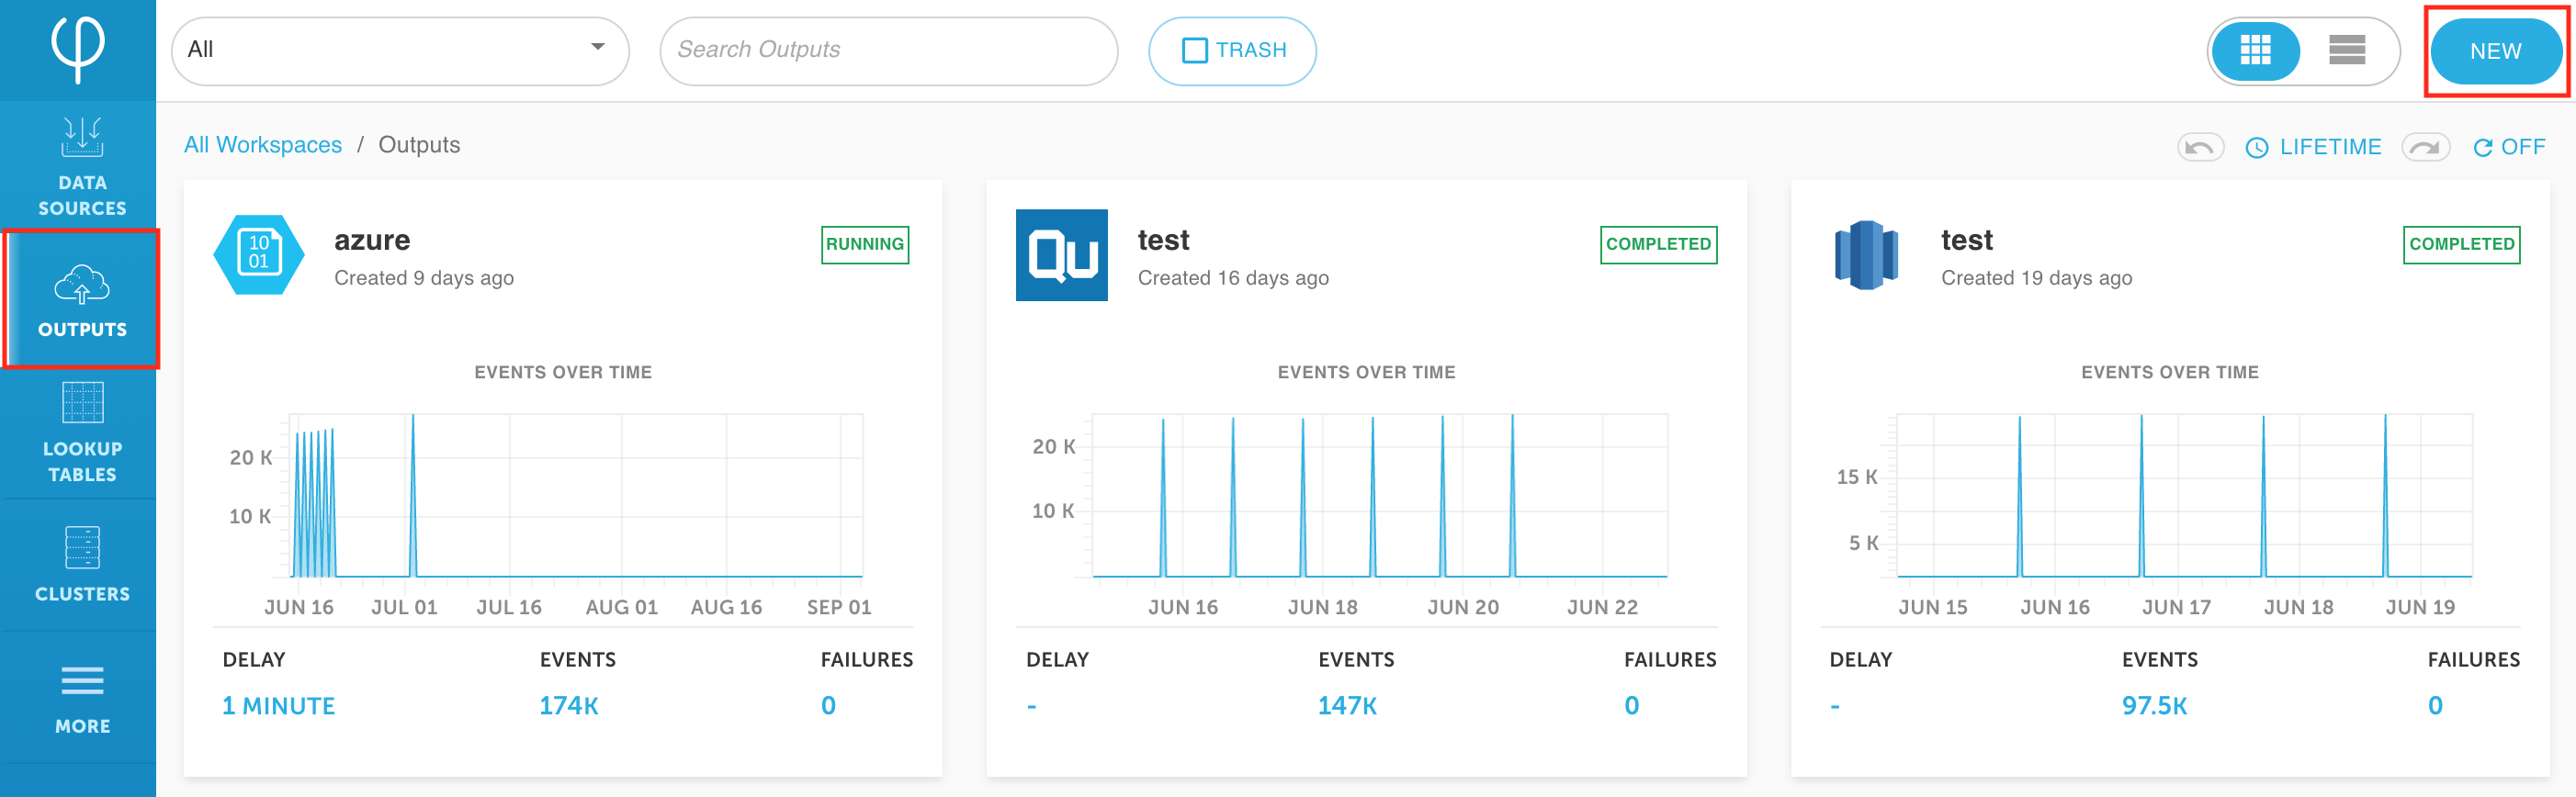 All
Search Outputs
TRASH
NEW
DATA
SOURCES
OUTPUTS
LOOKUP
TABLES
CLUSTERS
MORE
All Workspaces / Outputs
LIFETIME
OFF
10
01
azure
Created 9 days ago
RUNNING
EVENTS OVER TIME
20 K
10 K
JUN 16 JUL 01 JUL 16 AUG 01 AUG 16 SEP 01
DELAY EVENTS FAILURES
1 MINUTE 174K 0
Qu
test
Created 16 days ago
COMPLETED
EVENTS OVER TIME
20 K
10 K
JUN 16 JUN 18 JUN 20 JUN 22
DELAY EVENTS FAILURES
- 147K 0
test
Created 19 days ago
COMPLETED
EVENTS OVER TIME
15 K
5 K
JUN 15 JUN 16 JUN 17 JUN 18 JUN 19
DELAY EVENTS FAILURES
- 97.5K 0